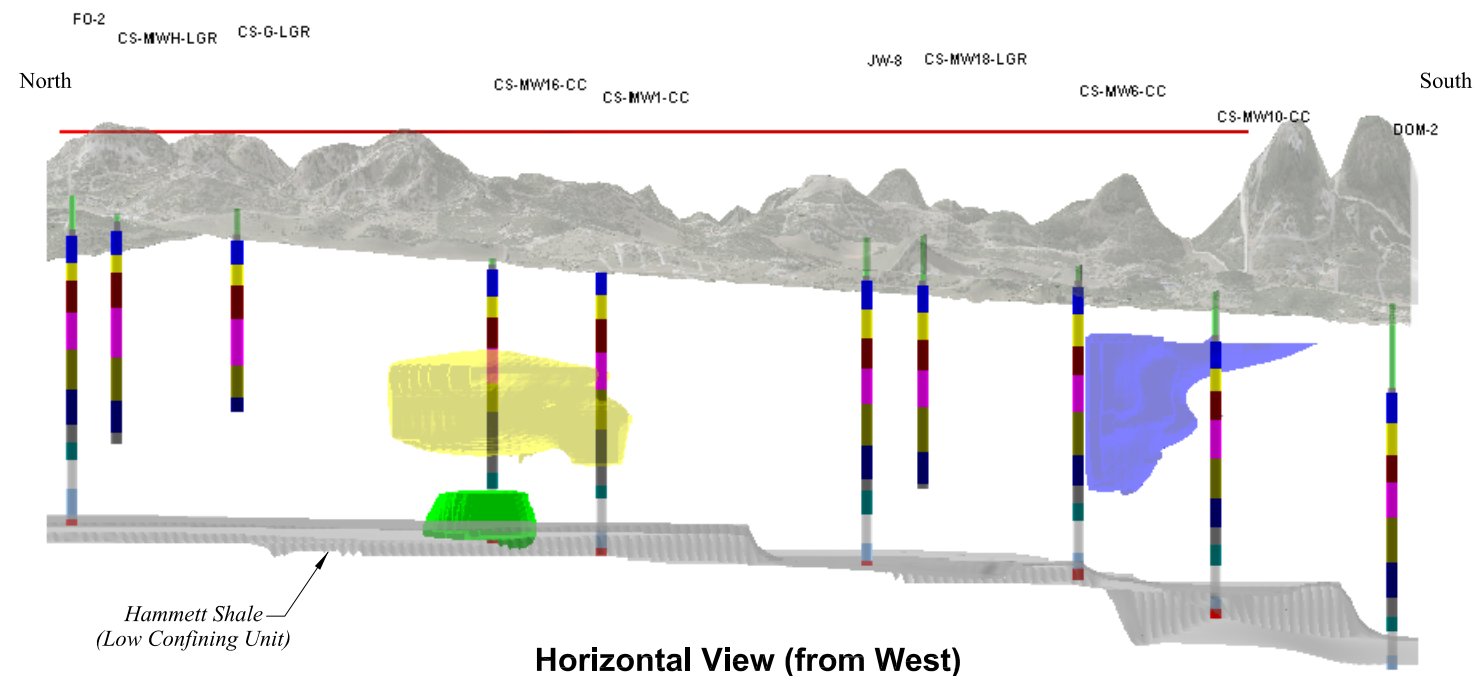 FO-2
CS-MWH-LGR
CS-G-LGR
North
CS-MW16-CC
CS-MW1-CC
JW-8
CS-MW18-LGR
CS-MW6-CC
South
CS-MW10-CC
DOM-2
Hammett Shale
(Low Confining Unit)
Horizontal View (from West)